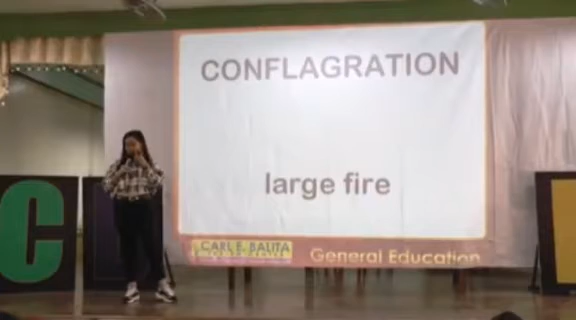 CONFLAGRATION
large fire
CARL E. BALITA
General Education
C